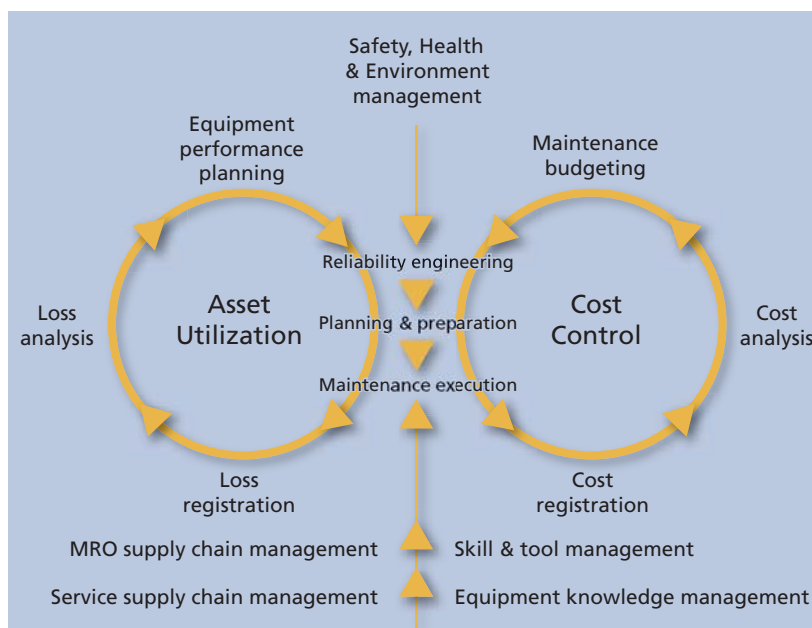 Safety, Health
& Environment
management
Equipment
performance
planning
Maintenance
budgeting
Reliability engineering
Loss
analysis
Asset
Utilization
Planning & preparation
Cost
Control
Cost
analysis
Maintenance execution
Loss
registration
Cost
registration
MRO supply chain management
Skill & tool management
Service supply chain management
Equipment knowledge management